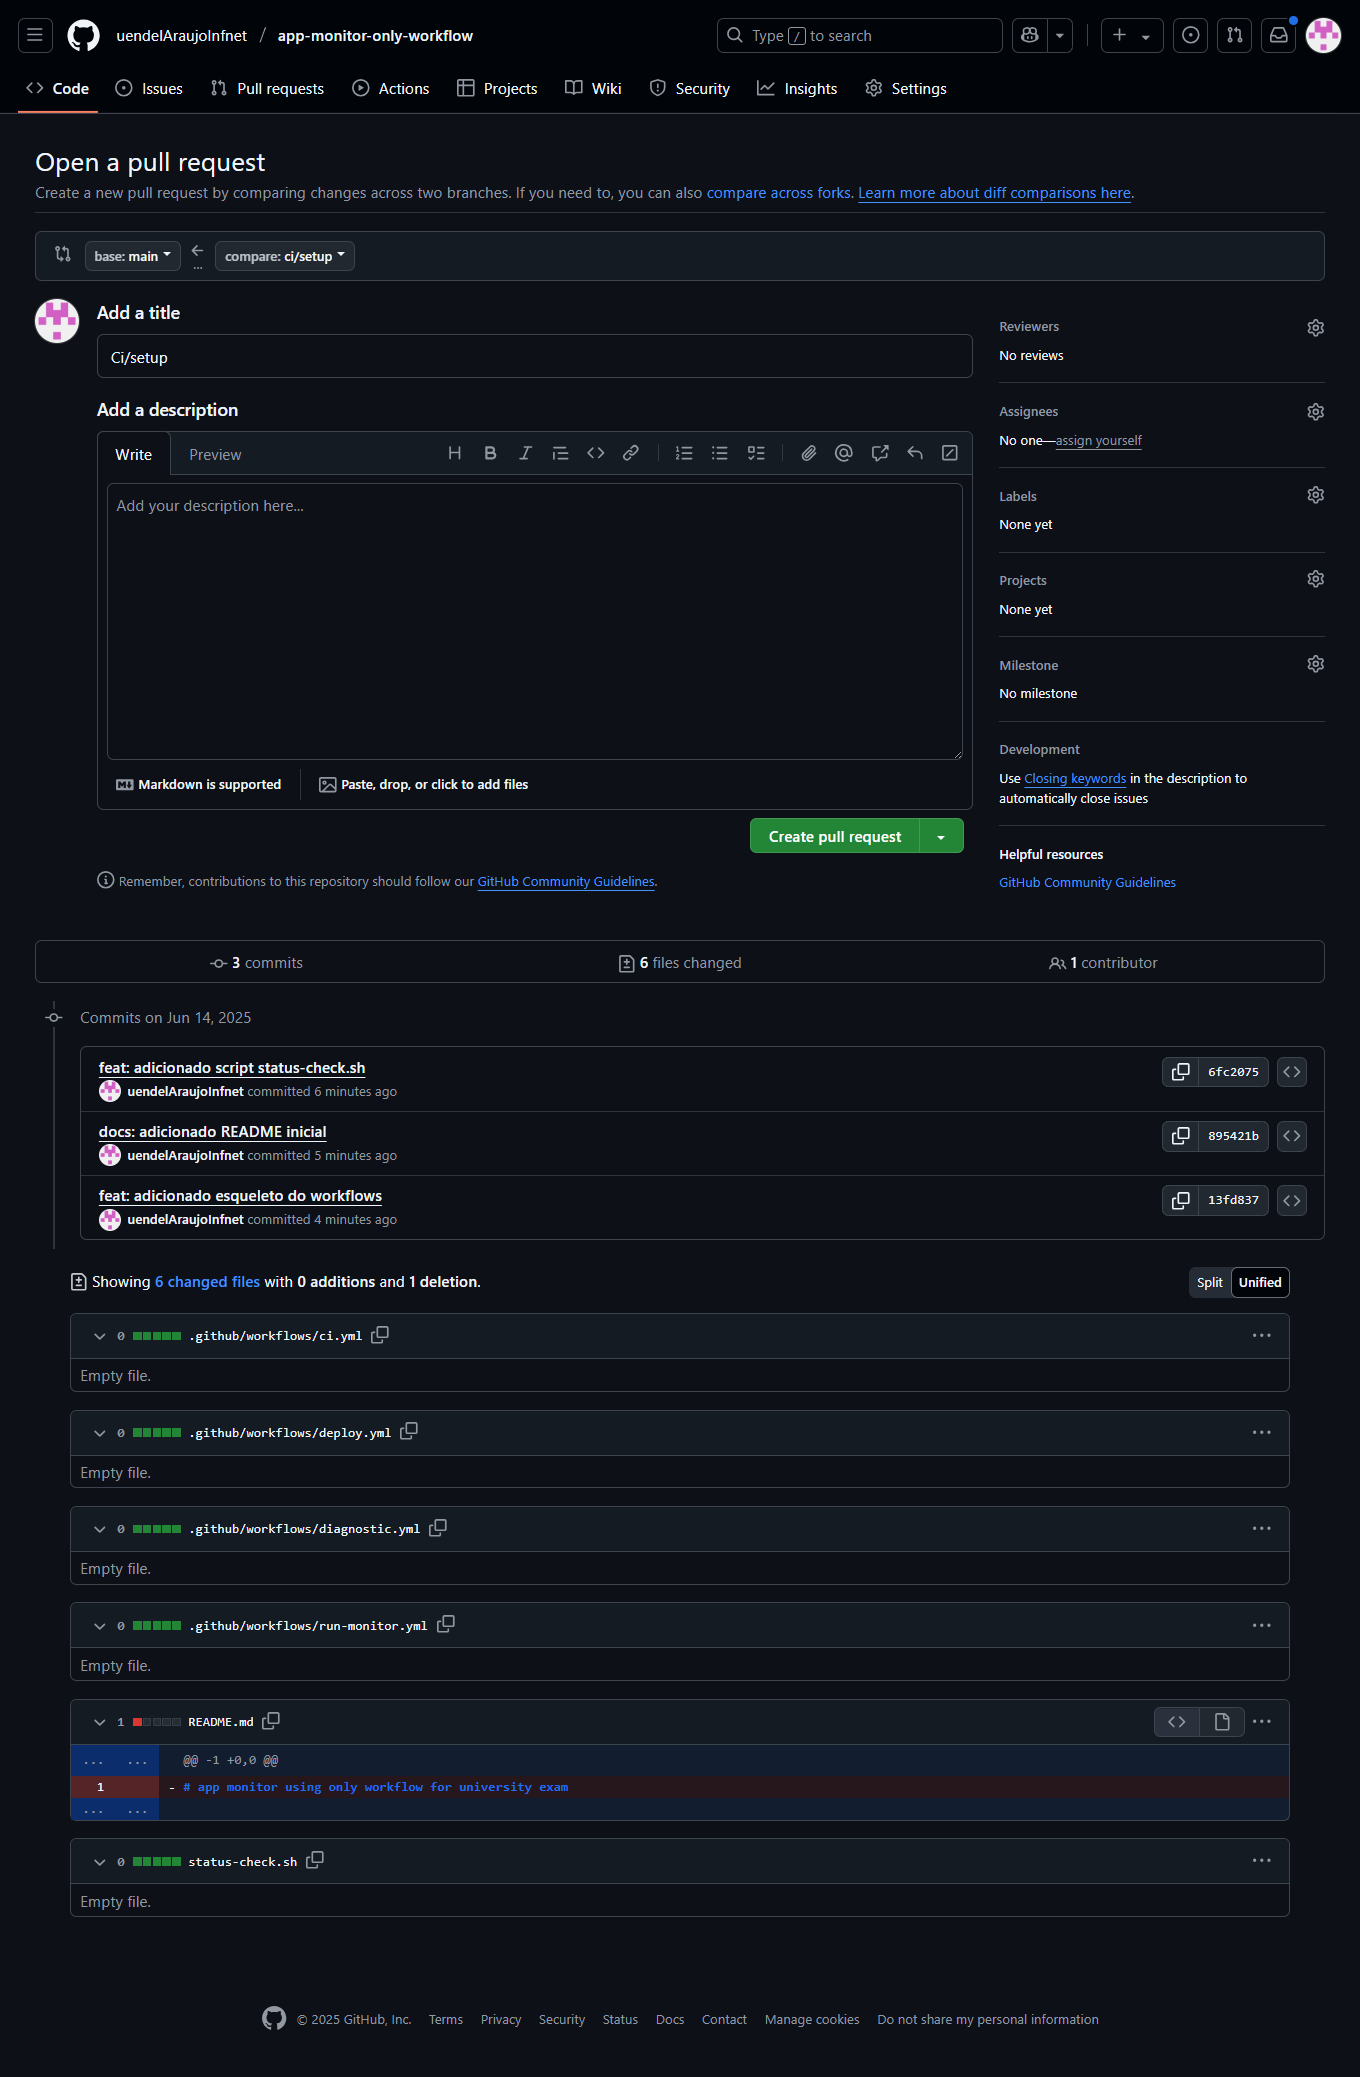 uendelAraujoInfnet / app-monitor-only-workflow
Type / to search
Code Issues Pull requests Actions Projects Wiki Security Insights Settings
Open a pull request
Create a new pull request by comparing changes across two branches. If you need to, you can also compare across forks. Learn more about diff comparisons here.
base: main
...
compare: ci/setup
Add a title
Ci/setup
Add a description
Write Preview
Add your description here...
Markdown is supported
Paste, drop, or click to add files
Create pull request
Remember, contributions to this repository should follow our GitHub Community Guidelines.
Reviewers
No reviews
Assignees
No one—assign yourself
Labels
None yet
Projects
None yet
Milestone
No milestone
Development
Use Closing keywords in the description to
automatically close issues
Helpful resources
GitHub Community Guidelines
3 commits
6 files changed
1 contributor
Commits on Jun 14, 2025
feat: adicionado script status-check.sh
uendelAraujoInfnet committed 6 minutes ago
6fc2075
docs: adicionado README inicial
uendelAraujoInfnet committed 5 minutes ago
895421b
feat: adicionado esqueleto do workflows
uendelAraujoInfnet committed 4 minutes ago
13fd837
Showing 6 changed files with 0 additions and 1 deletion.
Split Unified
0 .github/workflows/ci.yml
Empty file.
0 .github/workflows/deploy.yml
Empty file.
0 .github/workflows/diagnostic.yml
Empty file.
0 .github/workflows/run-monitor.yml
Empty file.
1 README.md
... ... @@ -1 +0,0 @@
1 - # app monitor using only workflow for university exam
... ...
0 status-check.sh
Empty file.
© 2025 GitHub, Inc. Terms Privacy Security Status Docs Contact Manage cookies Do not share my personal information